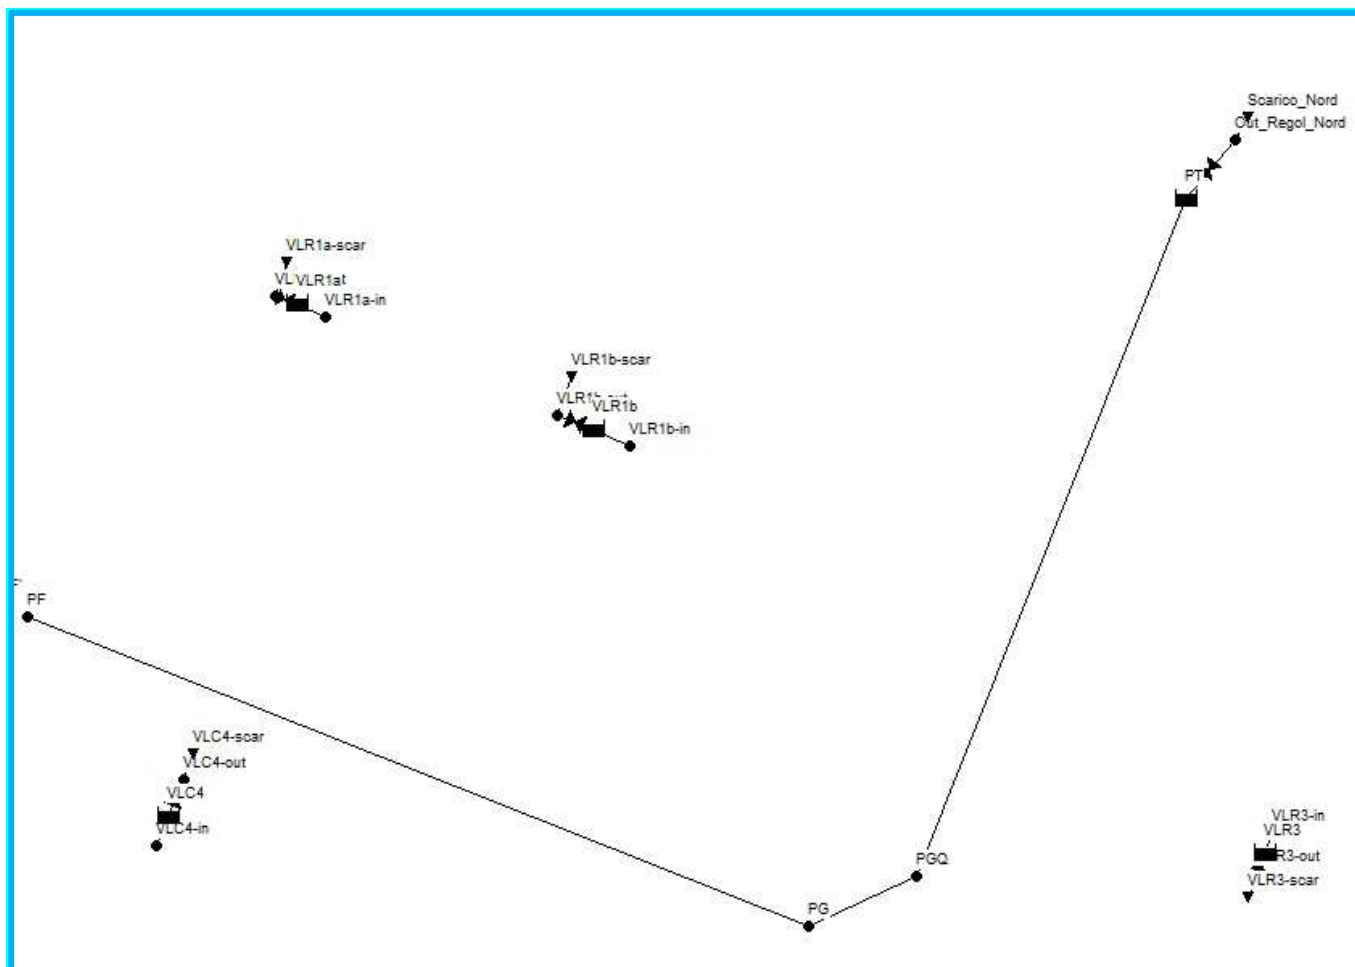 Scarico_Nord
Out_Regol_Nord
PT
VLR1a-scar
VLR1at
VLR1a-in
VLR1b-scar
VLR1b
VLR1b-in
PF
VLC4-scar
VLC4-out
VLC4
VLC4-in
PGQ
PG
VLR3-in
VLR3
R3-out
VLR3-scar